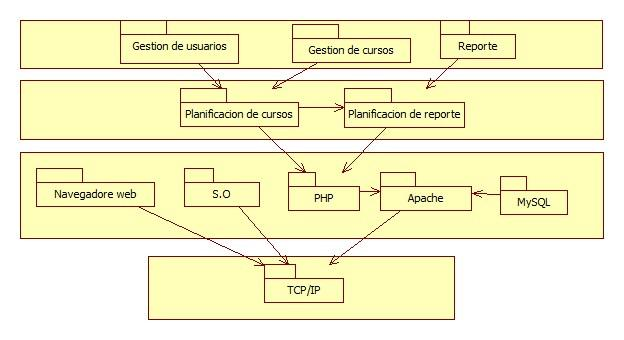 Gestion de usuarios
Gestion de cursos
Reporte
Planificacion de cursos
Planificacion de reporte
Navegadore web
S.O
PHP
Apache
MySQL
TCP/IP